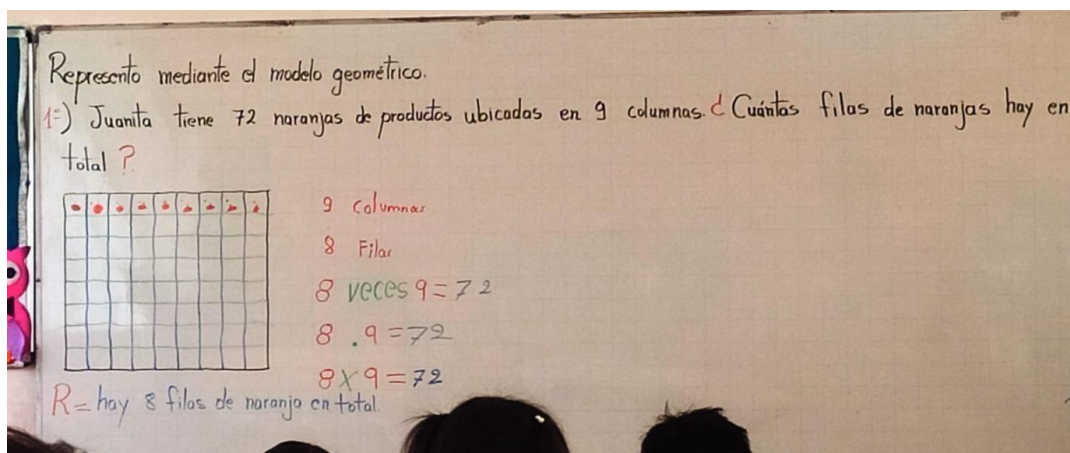 Represento mediante el modelo geométrico.
1=) Juanita tiene 72 naranjas de productos ubicadas en 9 columnas. ¿Cuántas filas de naranjas hay en
total?
9 Columnas
8 Filas
8 veces 9=72
8 . 9 =72
8 x 9 = 72
R= hay 8 filas de naranja en total.